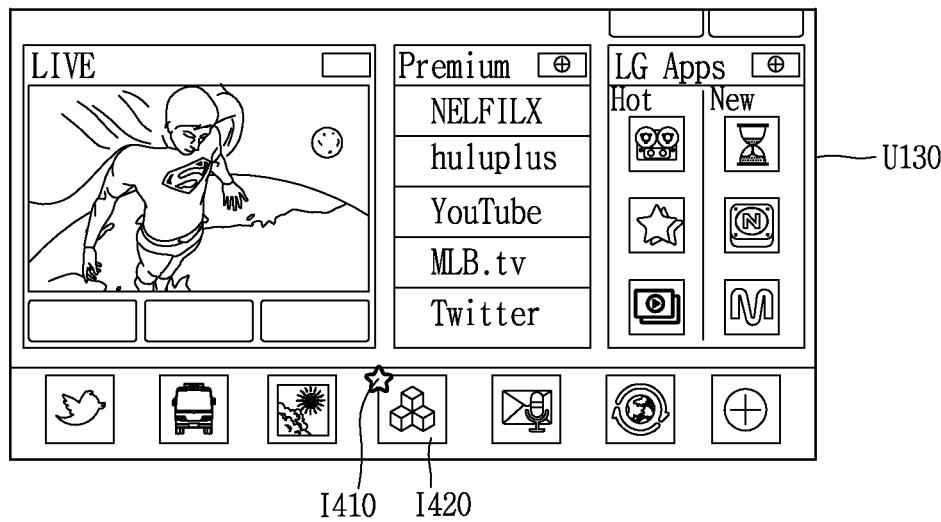 LIVE
Premium
NELFILX
huluplus
YouTube
MLB.tv
Twitter
LG Apps
Hot New
N
U130
I410 I420